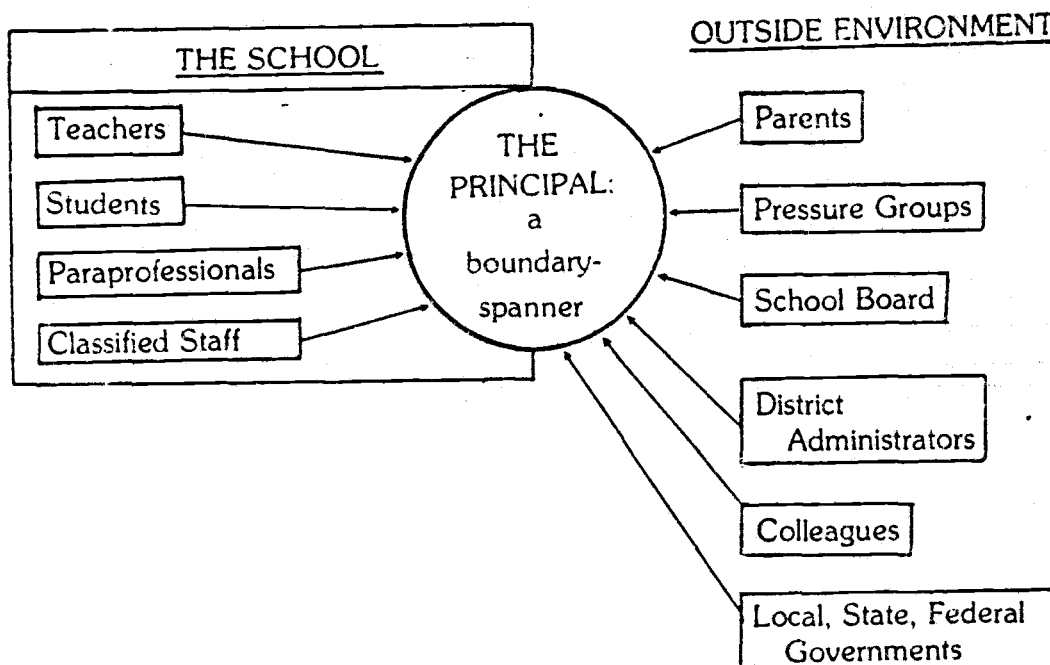 THE SCHOOL
Teachers
Students
Paraprofessionals
Classified Staff
THE
PRINCIPAL:
a
boundary-
spanner
OUTSIDE ENVIRONMENT
Parents
Pressure Groups
School Board
District
Administrators
Colleagues
Local, State, Federal
Governments